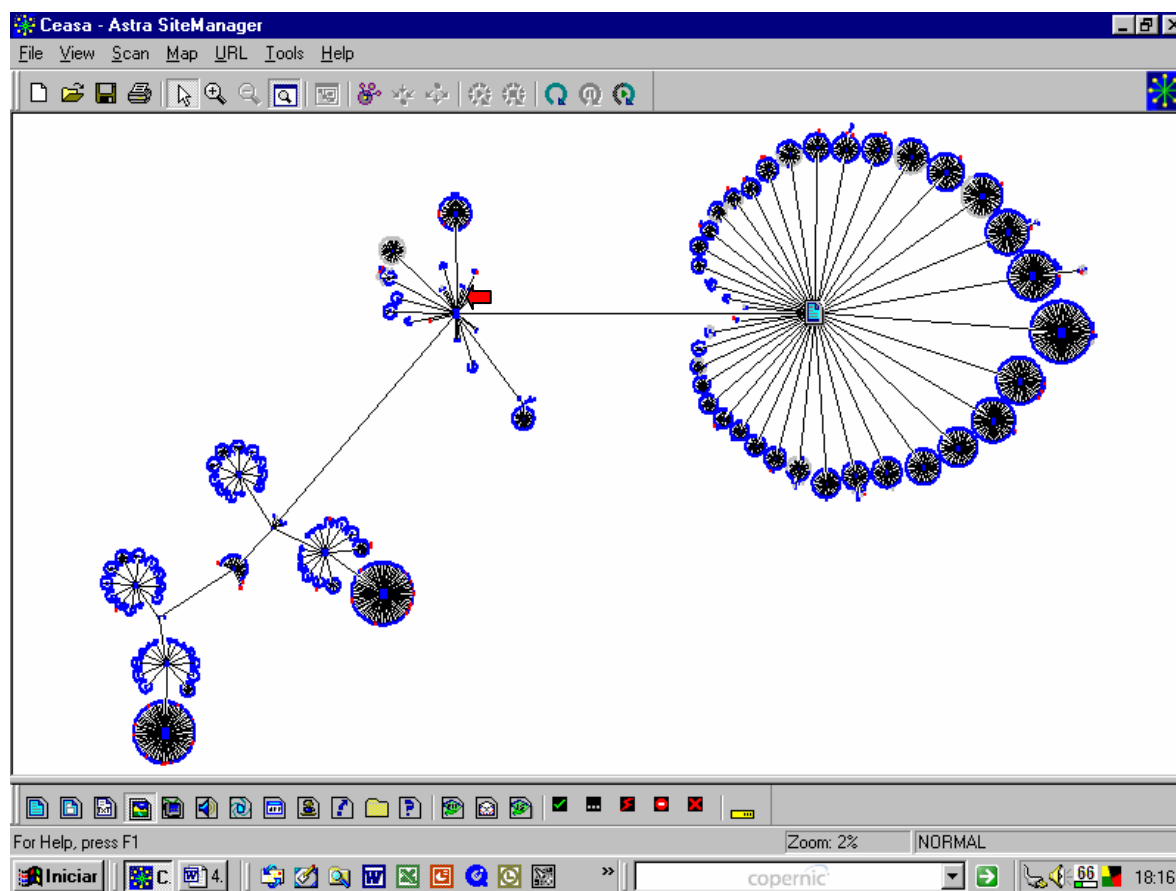 Ceasa - Astra SiteManager
File View Scan Map URL Tools Help
TXT
For Help, press F1
Zoom: 2%
NORMAL
Iniciar
C.
4.
»
copernic
66
18:16